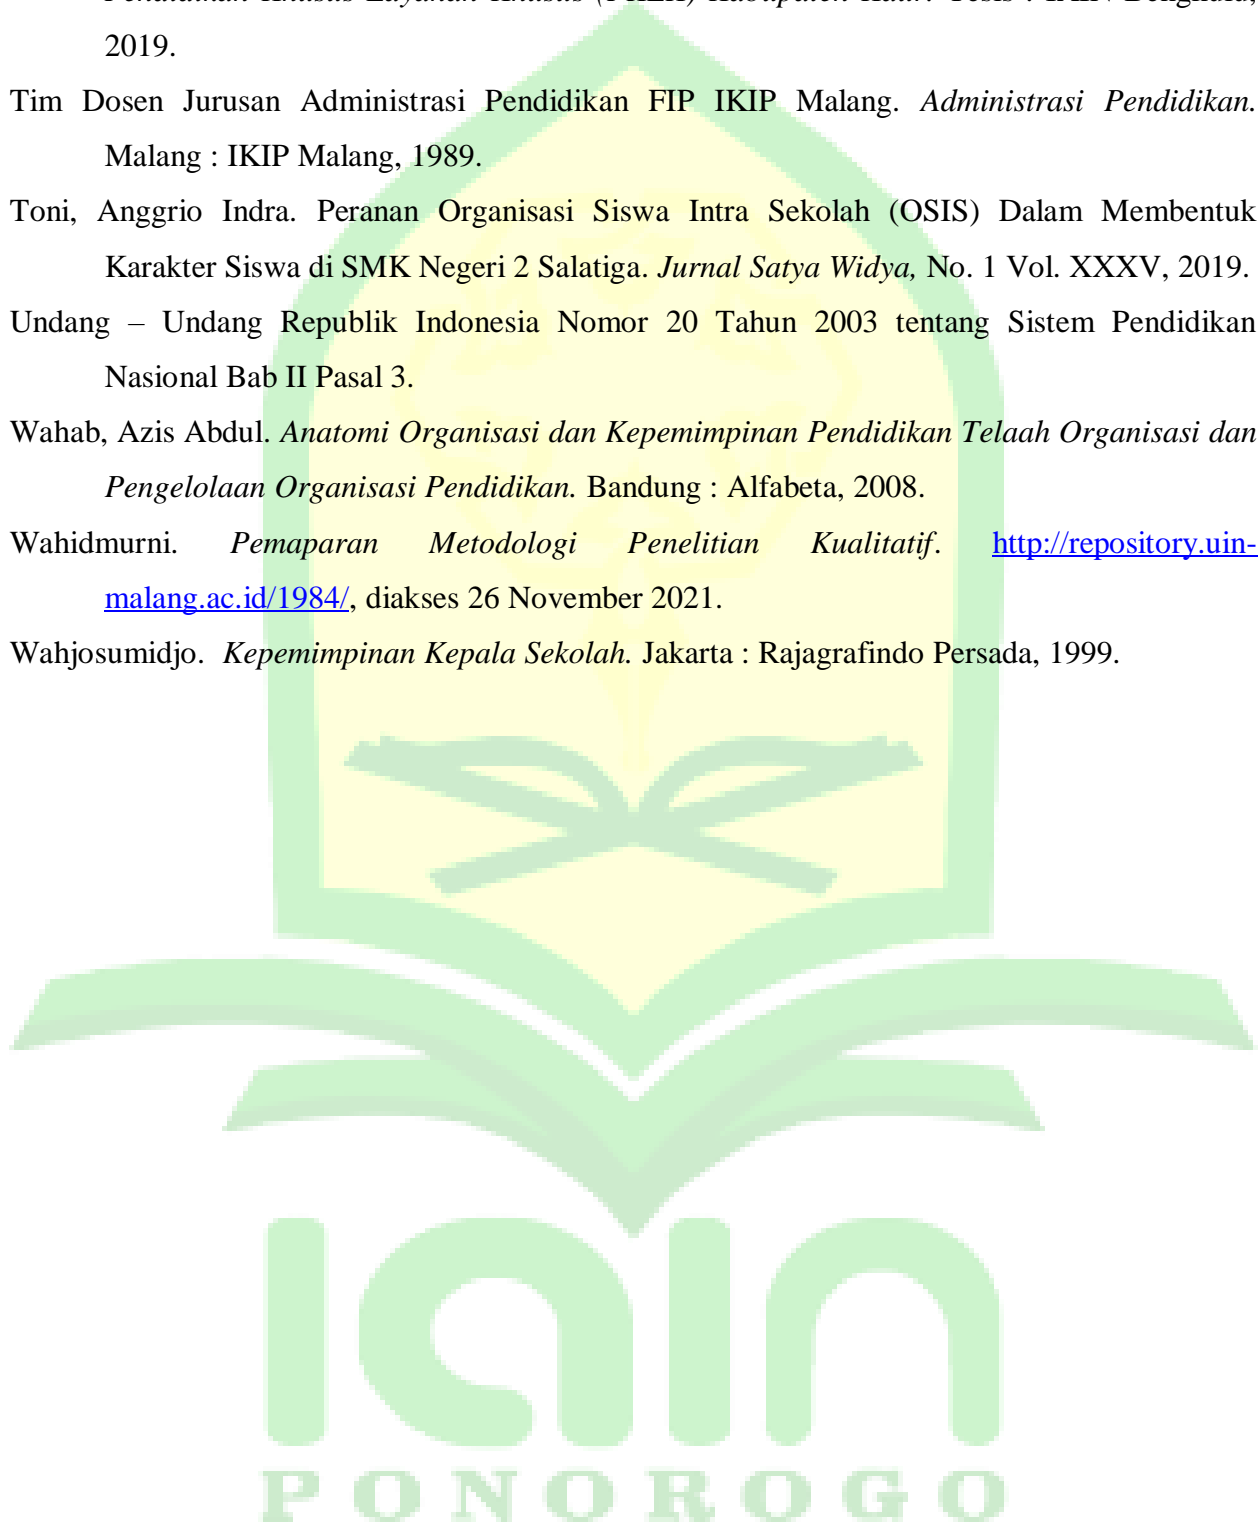 2019.
Tim Dosen Jurusan Administrasi Pendidikan FIP IKIP Malang. Administrasi Pendidikan.
Malang : IKIP Malang, 1989.
Toni, Anggrio Indra. Peranan Organisasi Siswa Intra Sekolah (OSIS) Dalam Membentuk
Karakter Siswa di SMK Negeri 2 Salatiga. Jurnal Satya Widya, No. 1 Vol. XXXV, 2019.
Undang – Undang Republik Indonesia Nomor 20 Tahun 2003 tentang Sistem Pendidikan
Nasional Bab II Pasal 3.
Wahab, Azis Abdul. Anatomi Organisasi dan Kepemimpinan Pendidikan Telaah Organisasi dan
Pengelolaan Organisasi Pendidikan. Bandung : Alfabeta, 2008.
Wahidmurni. Pemaparan Metodologi Penelitian Kualitatif. http://repository.uin-
malang.ac.id/1984/, diakses 26 November 2021.
Wahjosumidjo. Kepemimpinan Kepala Sekolah. Jakarta : Rajagrafindo Persada, 1999.
iain
PONOROGO